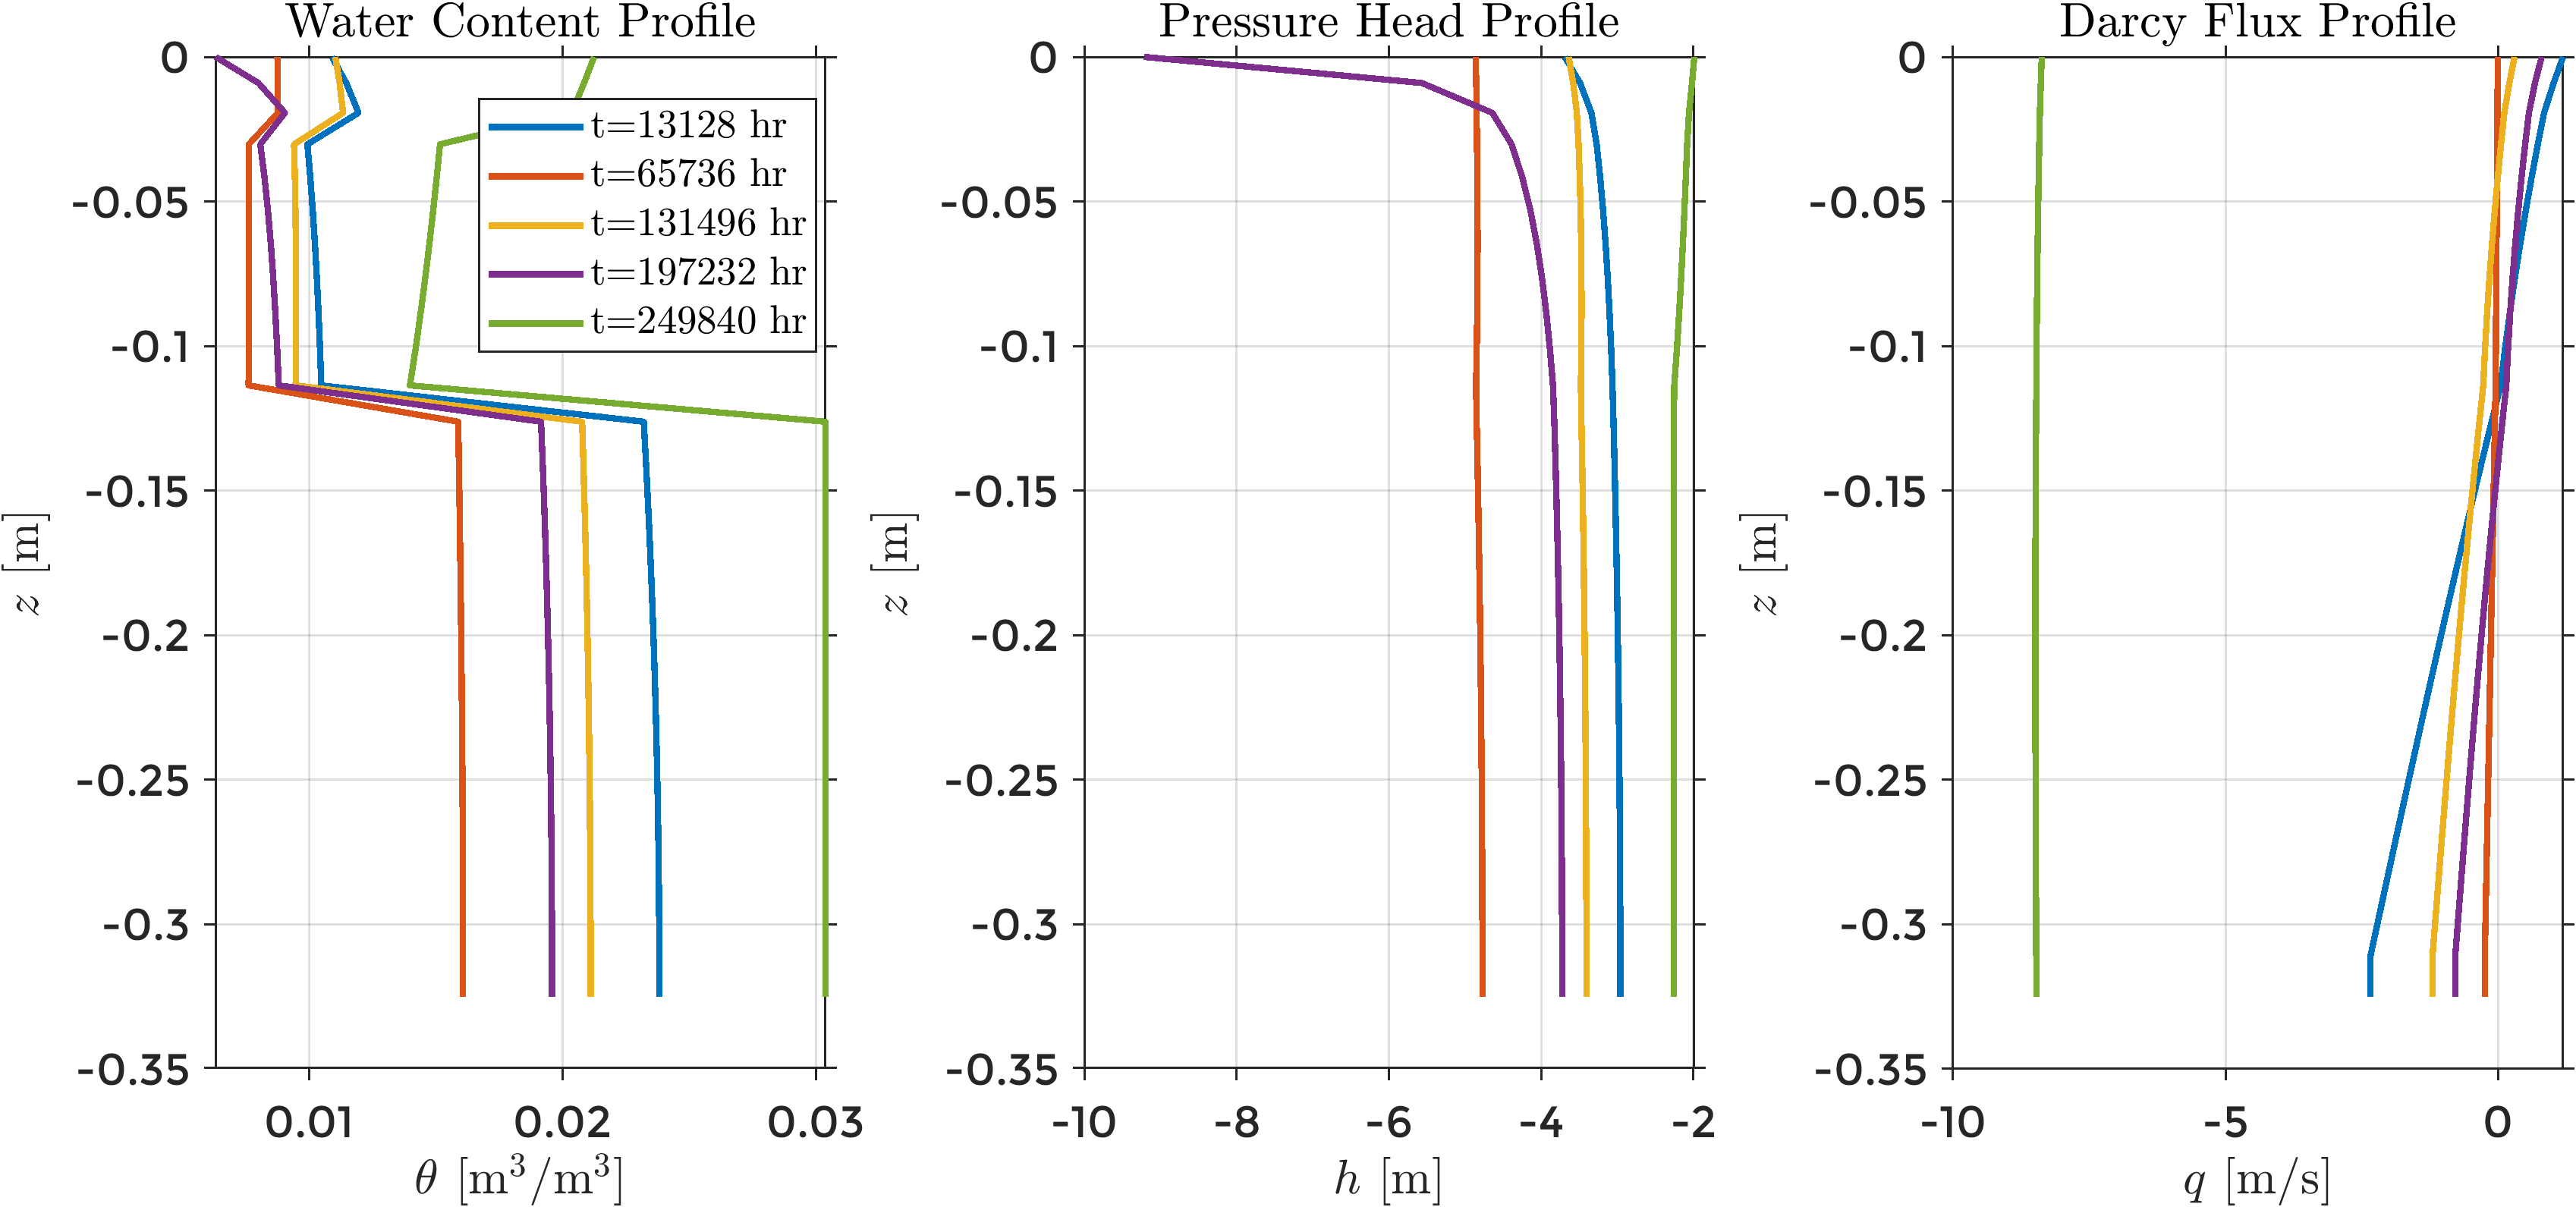 Water Content Profile
0
-0.05
-0.1
-0.15
-0.2
-0.25
-0.3
-0.35
0.01 0.02 0.03
z [m]
θ [m³/m³]
t=13128 hr
t=65736 hr
t=131496 hr
t=197232 hr
t=249840 hr
Pressure Head Profile
0
-0.05
-0.1
-0.15
-0.2
-0.25
-0.3
-0.35
-10 -8 -6 -4 -2
z [m]
h [m]
Darcy Flux Profile
0
-0.05
-0.1
-0.15
-0.2
-0.25
-0.3
-0.35
-10 -5 0
z [m]
q [m/s]